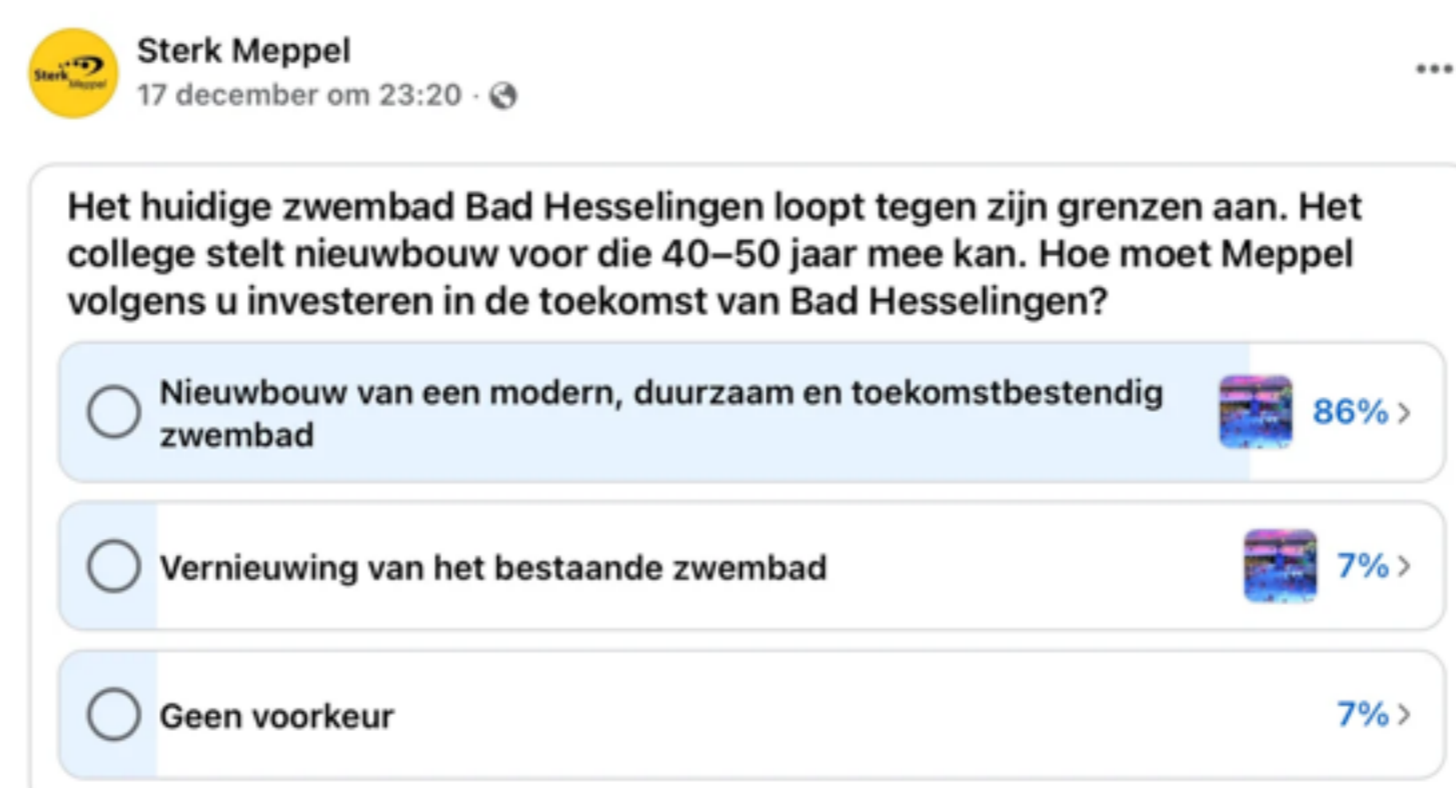 Sterk Meppel
Sterk Meppel
17 december om 23:20 ·
Het huidige zwembad Bad Hesselingen loopt tegen zijn grenzen aan. Het
college stelt nieuwbouw voor die 40–50 jaar mee kan. Hoe moet Meppel
volgens u investeren in de toekomst van Bad Hesselingen?
Nieuwbouw van een modern, duurzaam en toekomstbestendig
zwembad
86%
Vernieuwing van het bestaande zwembad
7%
Geen voorkeur
7%